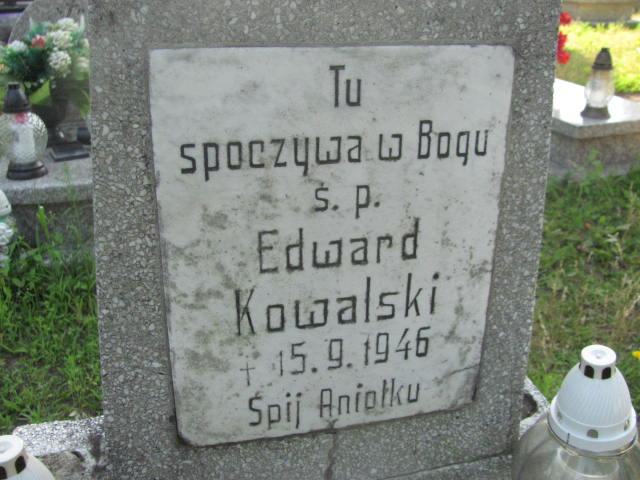 Tu
spoczywa w Bogu
ś. p.
Edward
Kowalski
† 15.9.1946
Śpij Aniołku